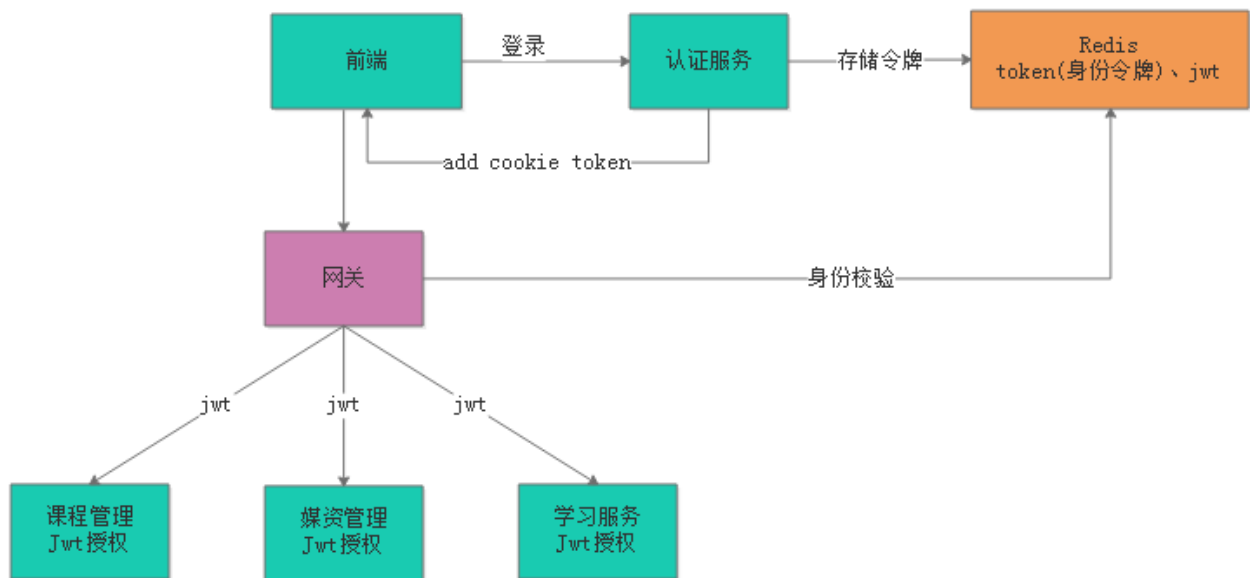 前端
登录
认证服务
存储令牌
Redis
token(身份令牌)、jwt
add cookie token
网关
身份校验
jwt
jwt
jwt
课程管理
Jwt授权
媒资管理
Jwt授权
学习服务
Jwt授权